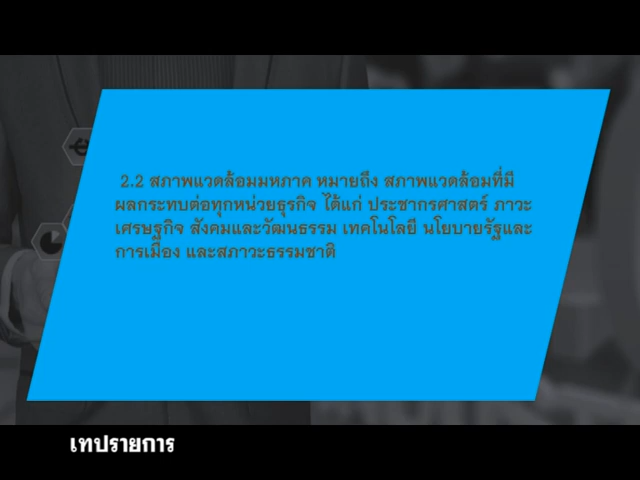 2.2 สภาพแวดล้อมมหภาค หมายถึง สภาพแวดล้อมที่มี
ผลกระทบต่อทุกหน่วยธุรกิจ ได้แก่ ประชากรศาสตร์ ภาวะ
เศรษฐกิจ สังคมและวัฒนธรรม เทคโนโลยี นโยบายรัฐและ
การเมือง และสภาวะธรรมชาติ
เทปรายการ